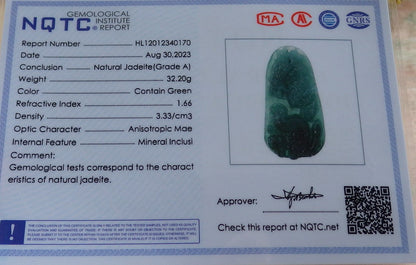 NQTC® GEMOLOGICAL INSTITUTE REPORT
MA
CNAS
Report Number HL12012340170
Date Aug 30,2023
Conclusion Natural Jadeite(Grade A)
Weight 32.20g
Color Contain Green
Refractive Index 1.66
Density 3.33/cm3
Optic Character Anisotropic Mae
Internal Feature Mineral Inclusi
Comment:
Gemological tests correspond to the charact
eristics of natural jadeite.
Approver:
Check this report at NQTC.net